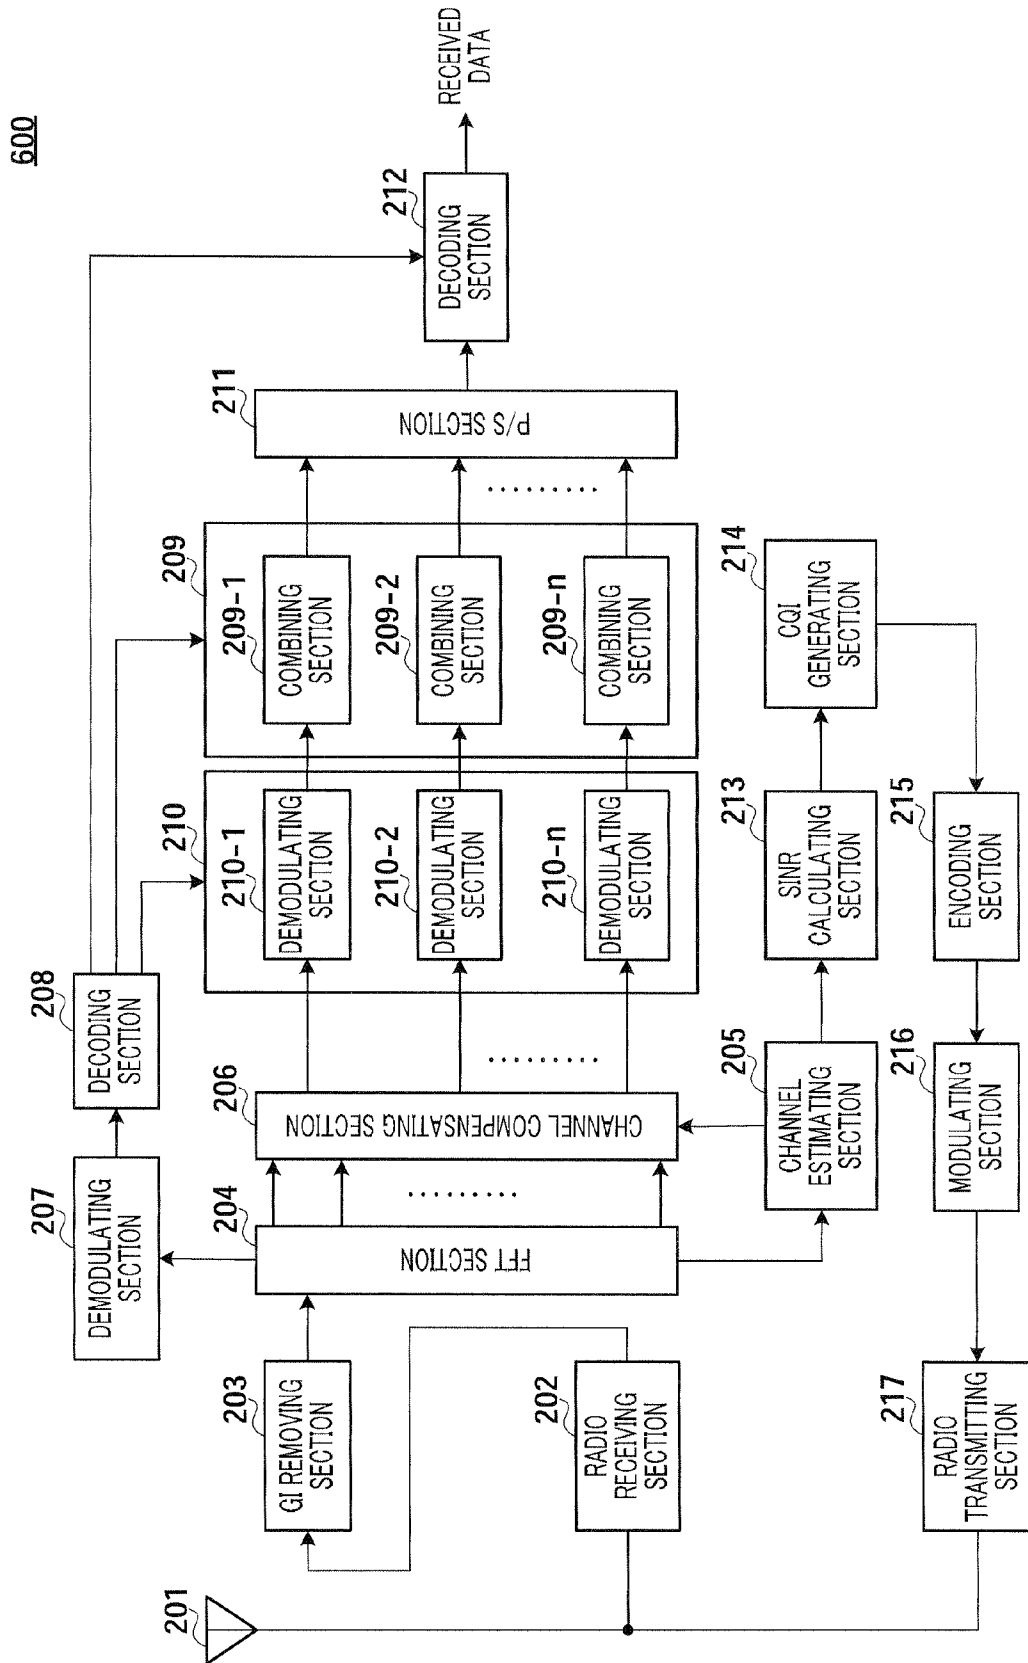 600
201
202
RADIO
RECEIVING
SECTION
203
GI REMOVING
SECTION
204
FFT SECTION
205
CHANNEL
ESTIMATING
SECTION
206
CHANNEL COMPENSATING SECTION
207
DEMODULATING
SECTION
208
DECODING
SECTION
210
210-1
DEMODULATING
SECTION
210-2
DEMODULATING
SECTION
210-n
DEMODULATING
SECTION
209
209-1
COMBINING
SECTION
209-2
COMBINING
SECTION
209-n
COMBINING
SECTION
211
P/S SECTION
212
DECODING
SECTION
RECEIVED
DATA
213
SINR
CALCULATING
SECTION
214
CQI
GENERATING
SECTION
215
ENCODING
SECTION
216
MODULATING
SECTION
217
RADIO
TRANSMITTING
SECTION